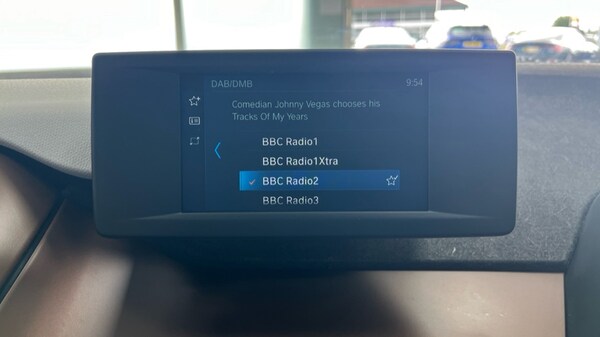 DAB/DMB
9:54
Comedian Johnny Vegas chooses his
Tracks Of My Years
BBC Radio1
BBC Radio1Xtra
BBC Radio2
BBC Radio3